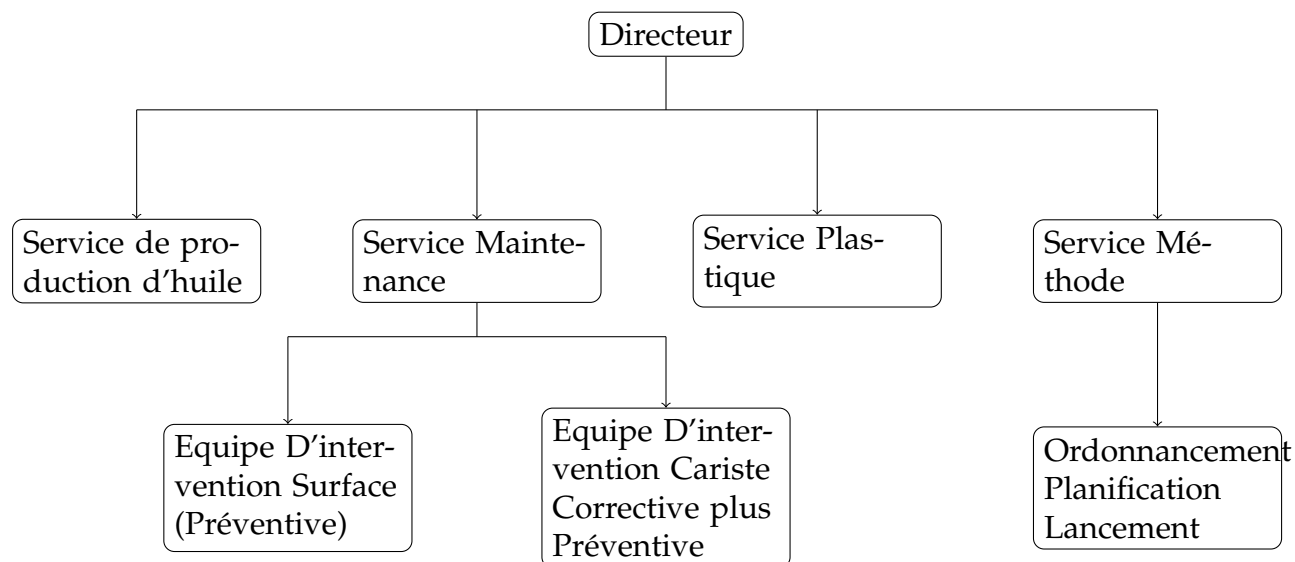 Directeur
Service de pro-
duction d'huile
Service Mainte-
nance
Service Plas-
tique
Service Mé-
thode
Equipe D'inter-
vention Surface
(Préventive)
Equipe D'inter-
vention Cariste
Corrective plus
Préventive
Ordonnancement
Planification
Lancement